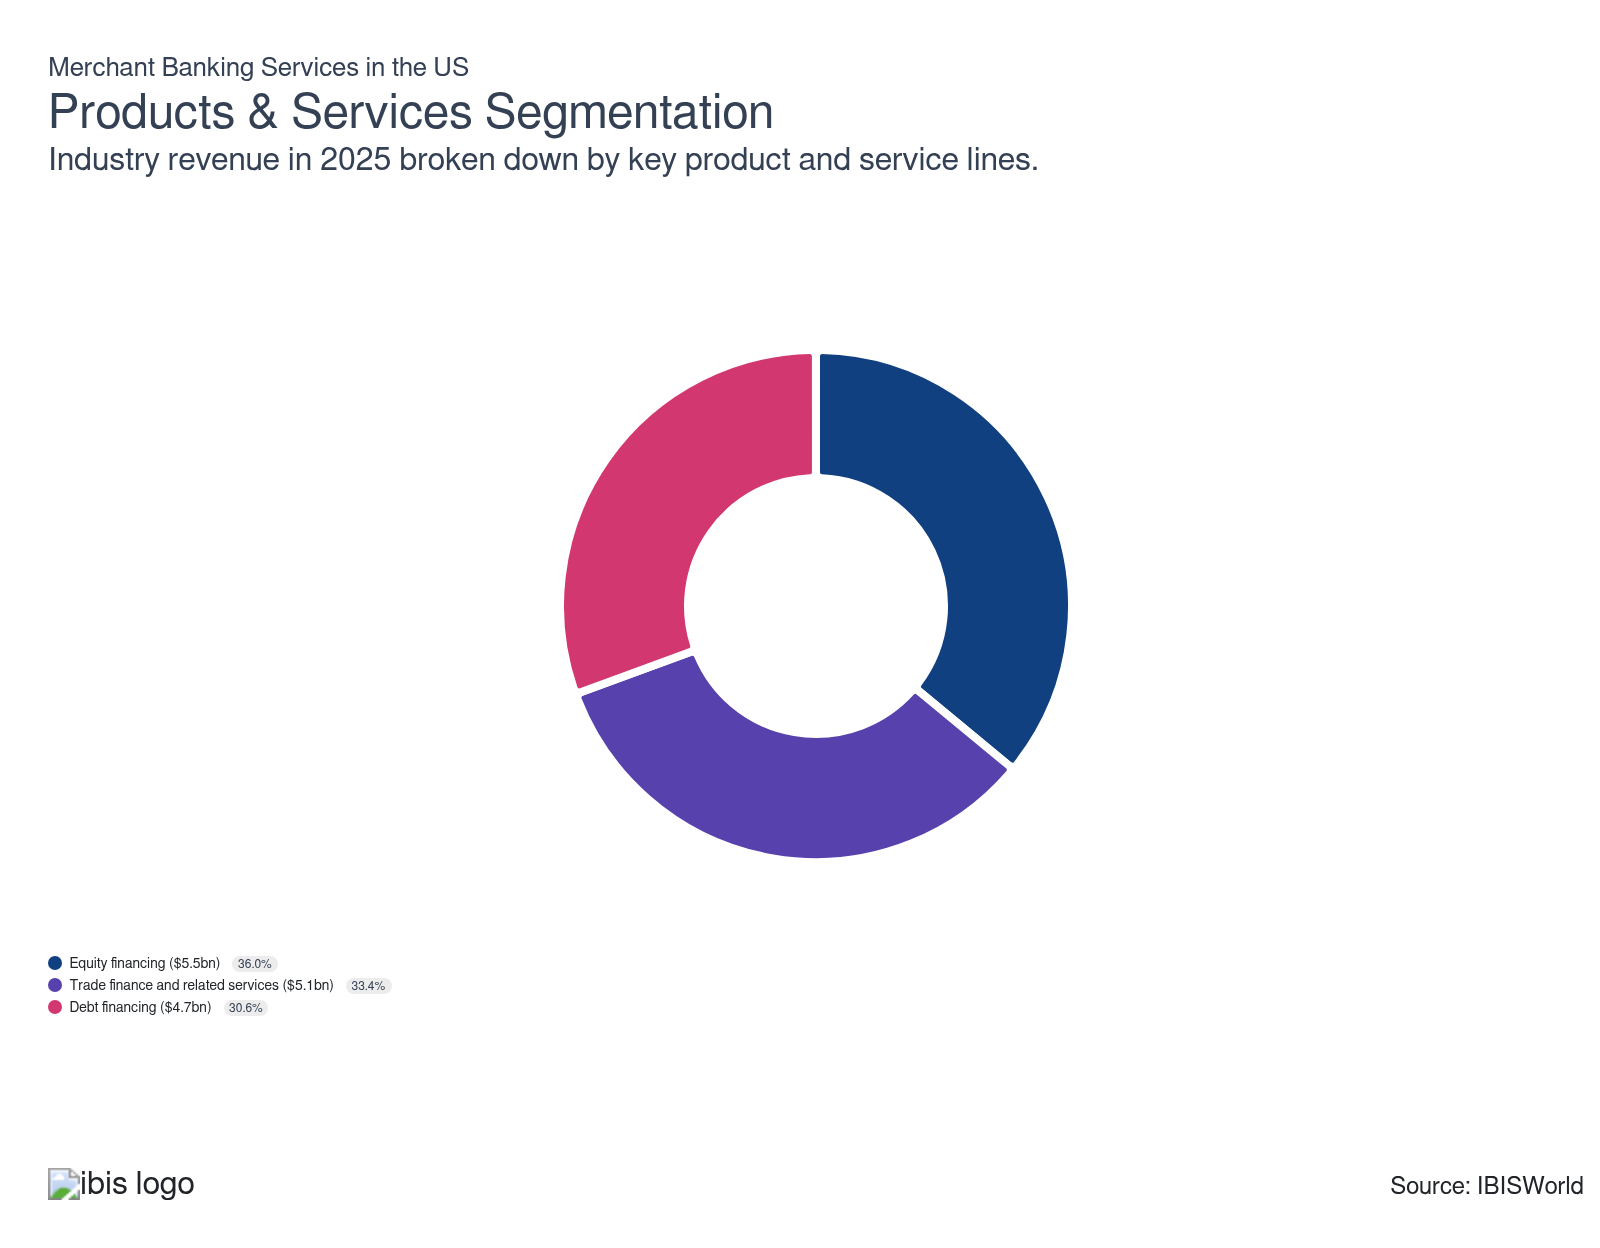 Merchant Banking Services in the US
Products & Services Segmentation
Industry revenue in 2025 broken down by key product and service lines.
Equity financing ($5.5bn) 36.0%
Trade finance and related services ($5.1bn) 33.4%
Debt financing ($4.7bn) 30.6%
ibis logo
Source: IBISWorld